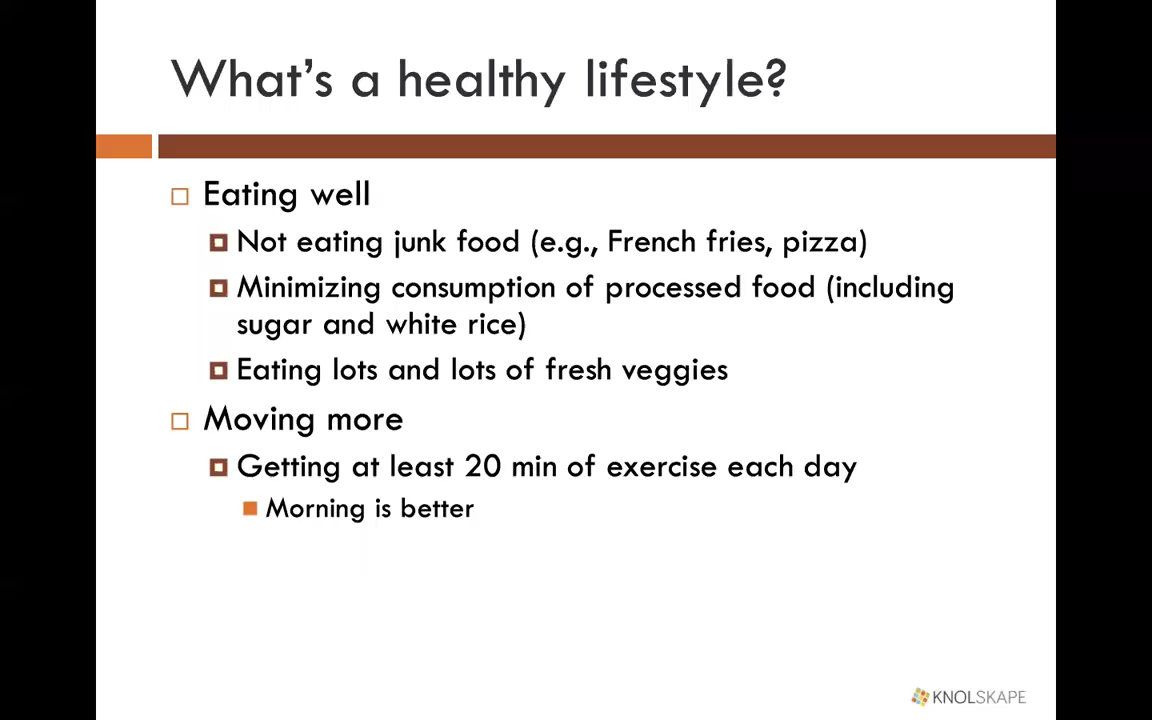 What's a healthy lifestyle?
Eating well
Not eating junk food (e.g., French fries, pizza)
Minimizing consumption of processed food (including
sugar and white rice)
Eating lots and lots of fresh veggies
Moving more
Getting at least 20 min of exercise each day
Morning is better
KNOLSKAPE